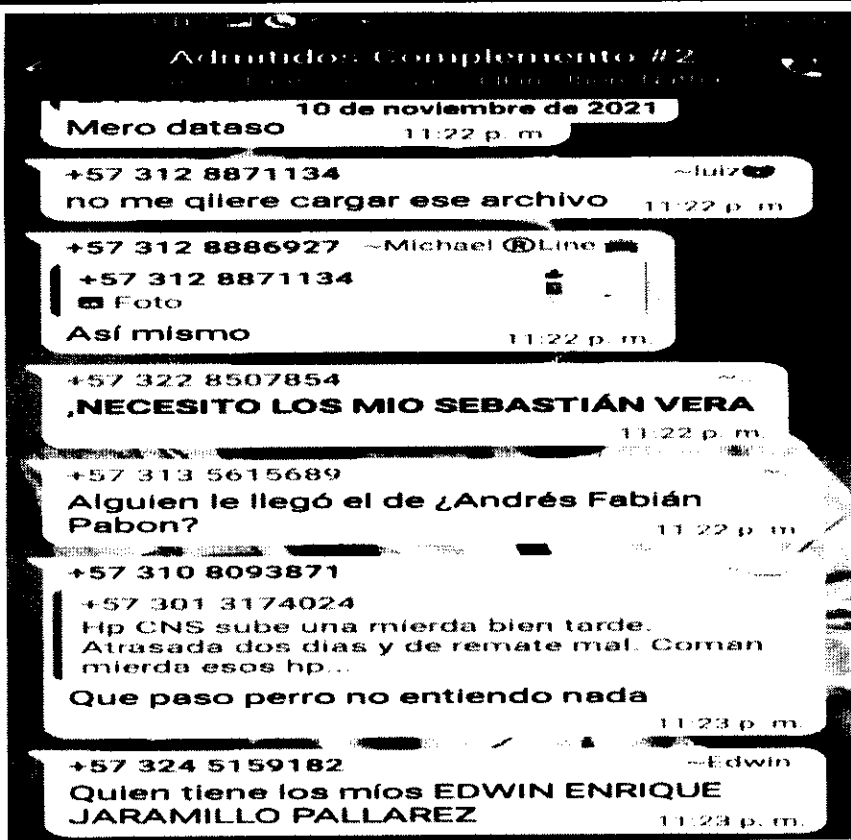 Admitidos Complemento #2
10 de noviembre de 2021
Mero dataso 11:22 p. m
+57 312 8871134 ~luiz
no me qiiere cargar ese archivo 11:22 p. m
+57 312 8886927 ~Michael ®Line
+57 312 8871134
Foto
Así mismo 11:22 p. m.
+57 322 8507854 ~..
,NECESITO LOS MIO SEBASTIÁN VERA
11:22 p. m.
+57 313 5615689
Alguien le llegó el de ¿Andrés Fabián
Pabon? 11:22 p. m
+57 310 8093871
+57 301 3174024
Hp CNS sube una mierda bien tarde.
Atrasada dos dias y de remate mal. Coman
mierda esos hp...
Que paso perro no entiendo nada
11:23 p. m.
+57 324 5159182 ~Edwin
Quien tiene los míos EDWIN ENRIQUE
JARAMILLO PALLAREZ 11:23 p. m.